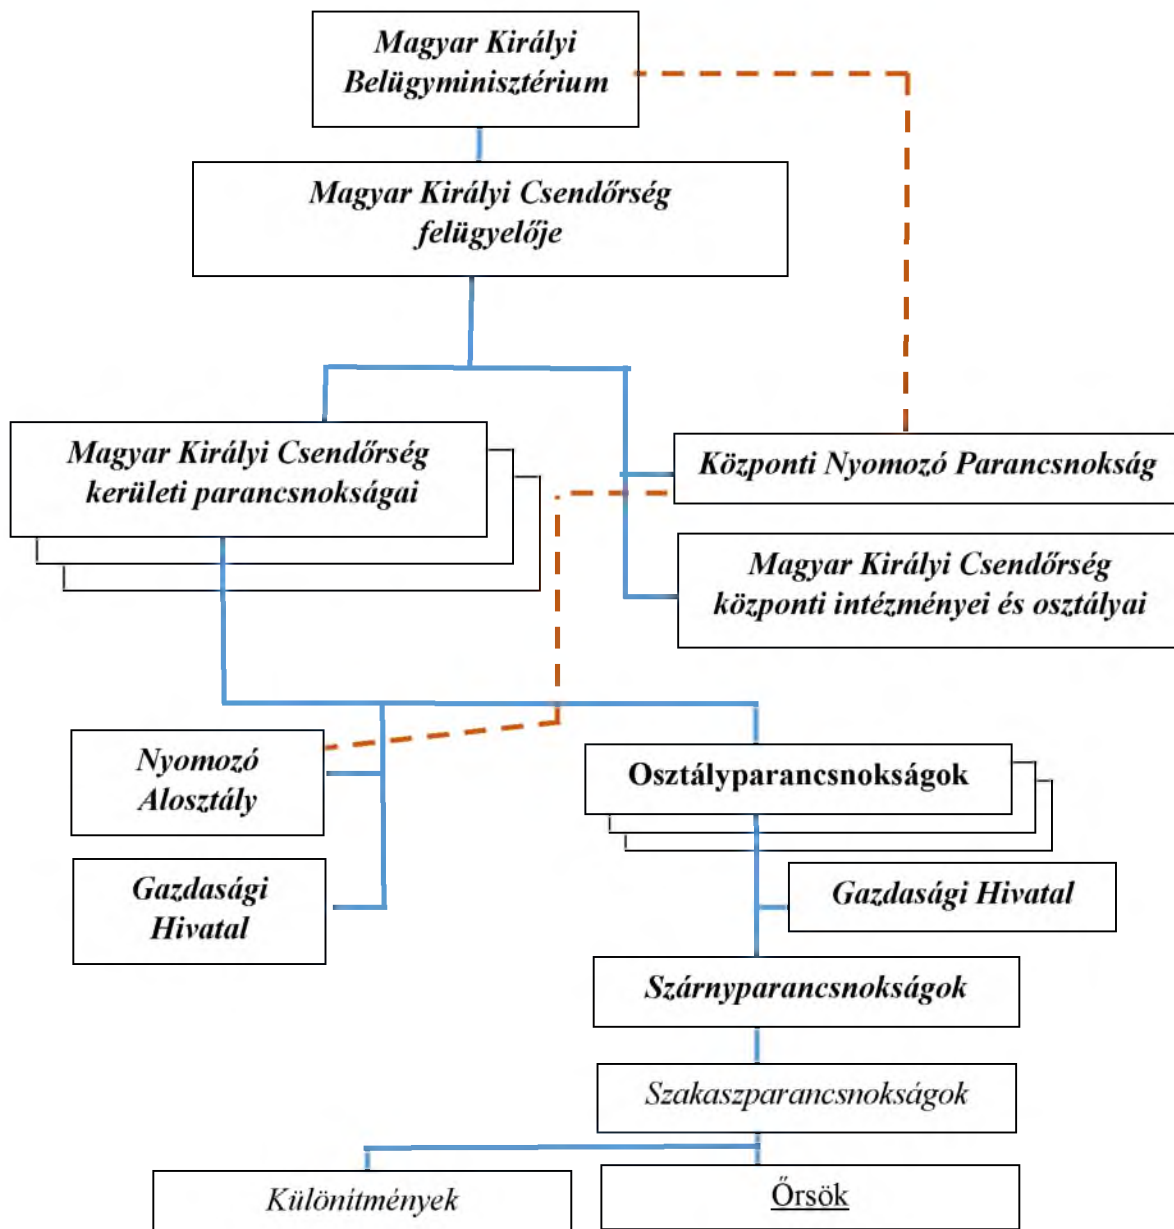 Magyar Királyi
Belügyminisztérium
Magyar Királyi Csendőrség
felügyelője
Magyar Királyi Csendőrség
kerületi parancsnokságai
Központi Nyomozó Parancsnokság
Magyar Királyi Csendőrség
központi intézményei és osztályai
Nyomozó
Alosztály
Osztályparancsnokságok
Gazdasági
Hivatal
Gazdasági Hivatal
Szárnyparancsnokságok
Szakaszparancsnokságok
Különítmények
Őrsök